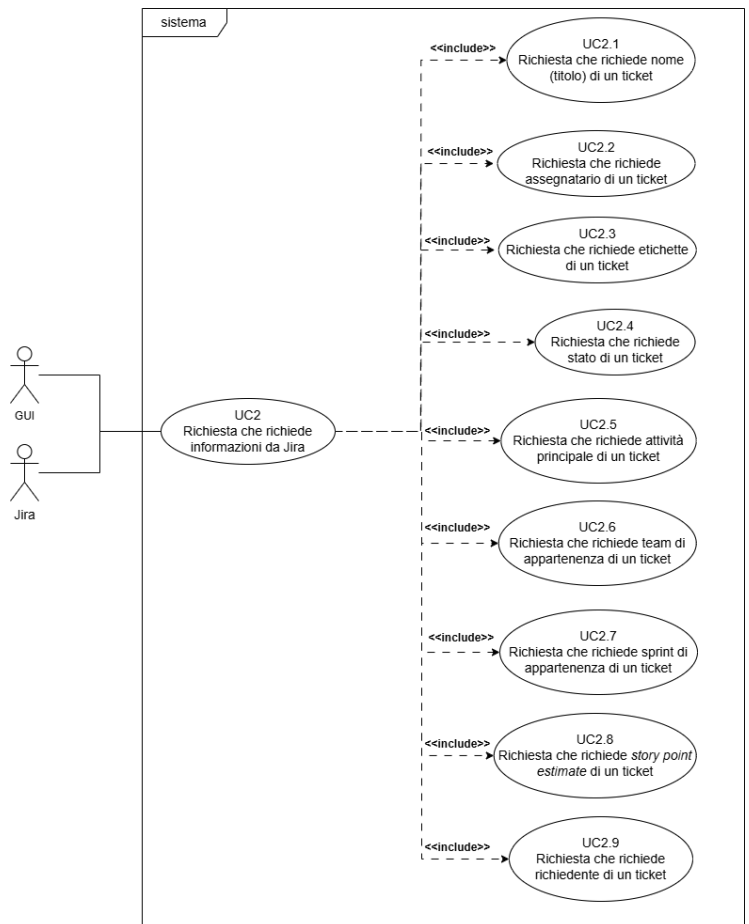 sistema
<<include>>
UC2.1
Richiesta che richiede nome
(titolo) di un ticket
<<include>>
UC2.2
Richiesta che richiede
assegnatario di un ticket
<<include>>
UC2.3
Richiesta che richiede etichette
di un ticket
<<include>>
UC2.4
Richiesta che richiede
stato di un ticket
GUI
Jira
UC2
Richiesta che richiede
informazioni da Jira
<<include>>
UC2.5
Richiesta che richiede attività
principale di un ticket
<<include>>
UC2.6
Richiesta che richiede team di
appartenenza di un ticket
<<include>>
UC2.7
Richiesta che richiede sprint di
appartenenza di un ticket
<<include>>
UC2.8
Richiesta che richiede story point
estimate di un ticket
<<include>>
UC2.9
Richiesta che richiede
richiedente di un ticket